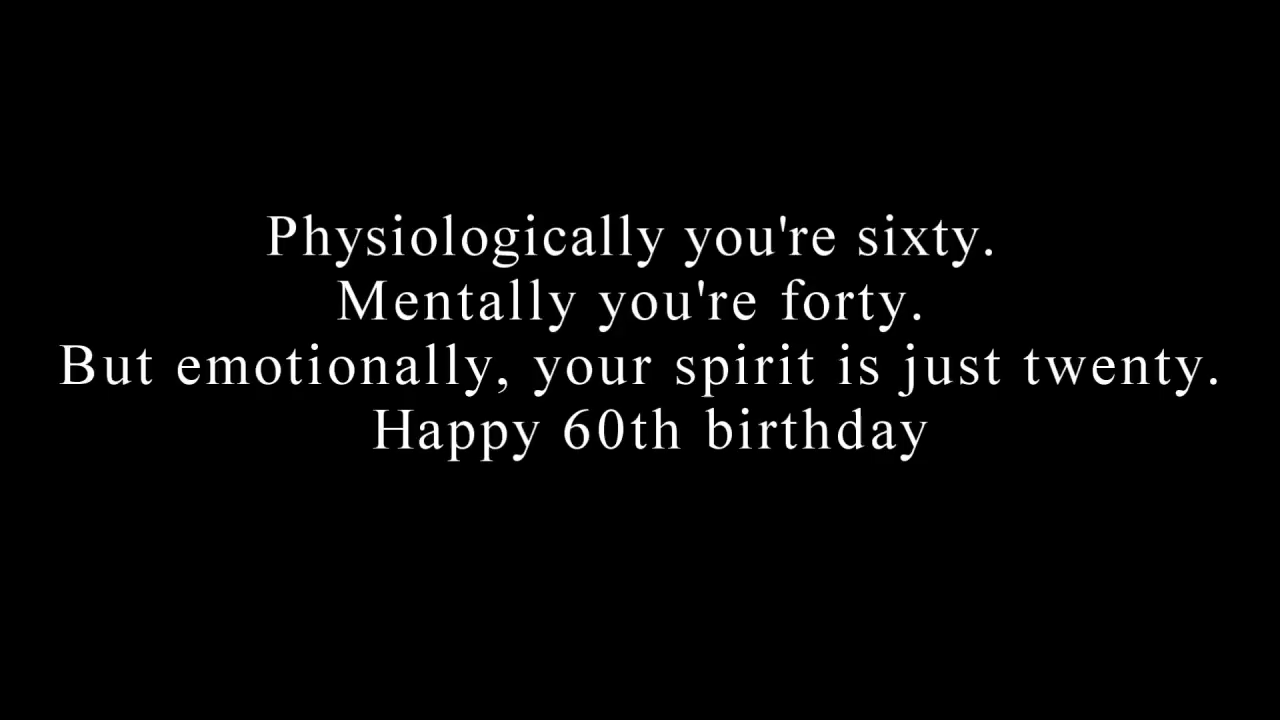 Physiologically you're sixty.
Mentally you're forty.
But emotionally, your spirit is just twenty.
Happy 60th birthday